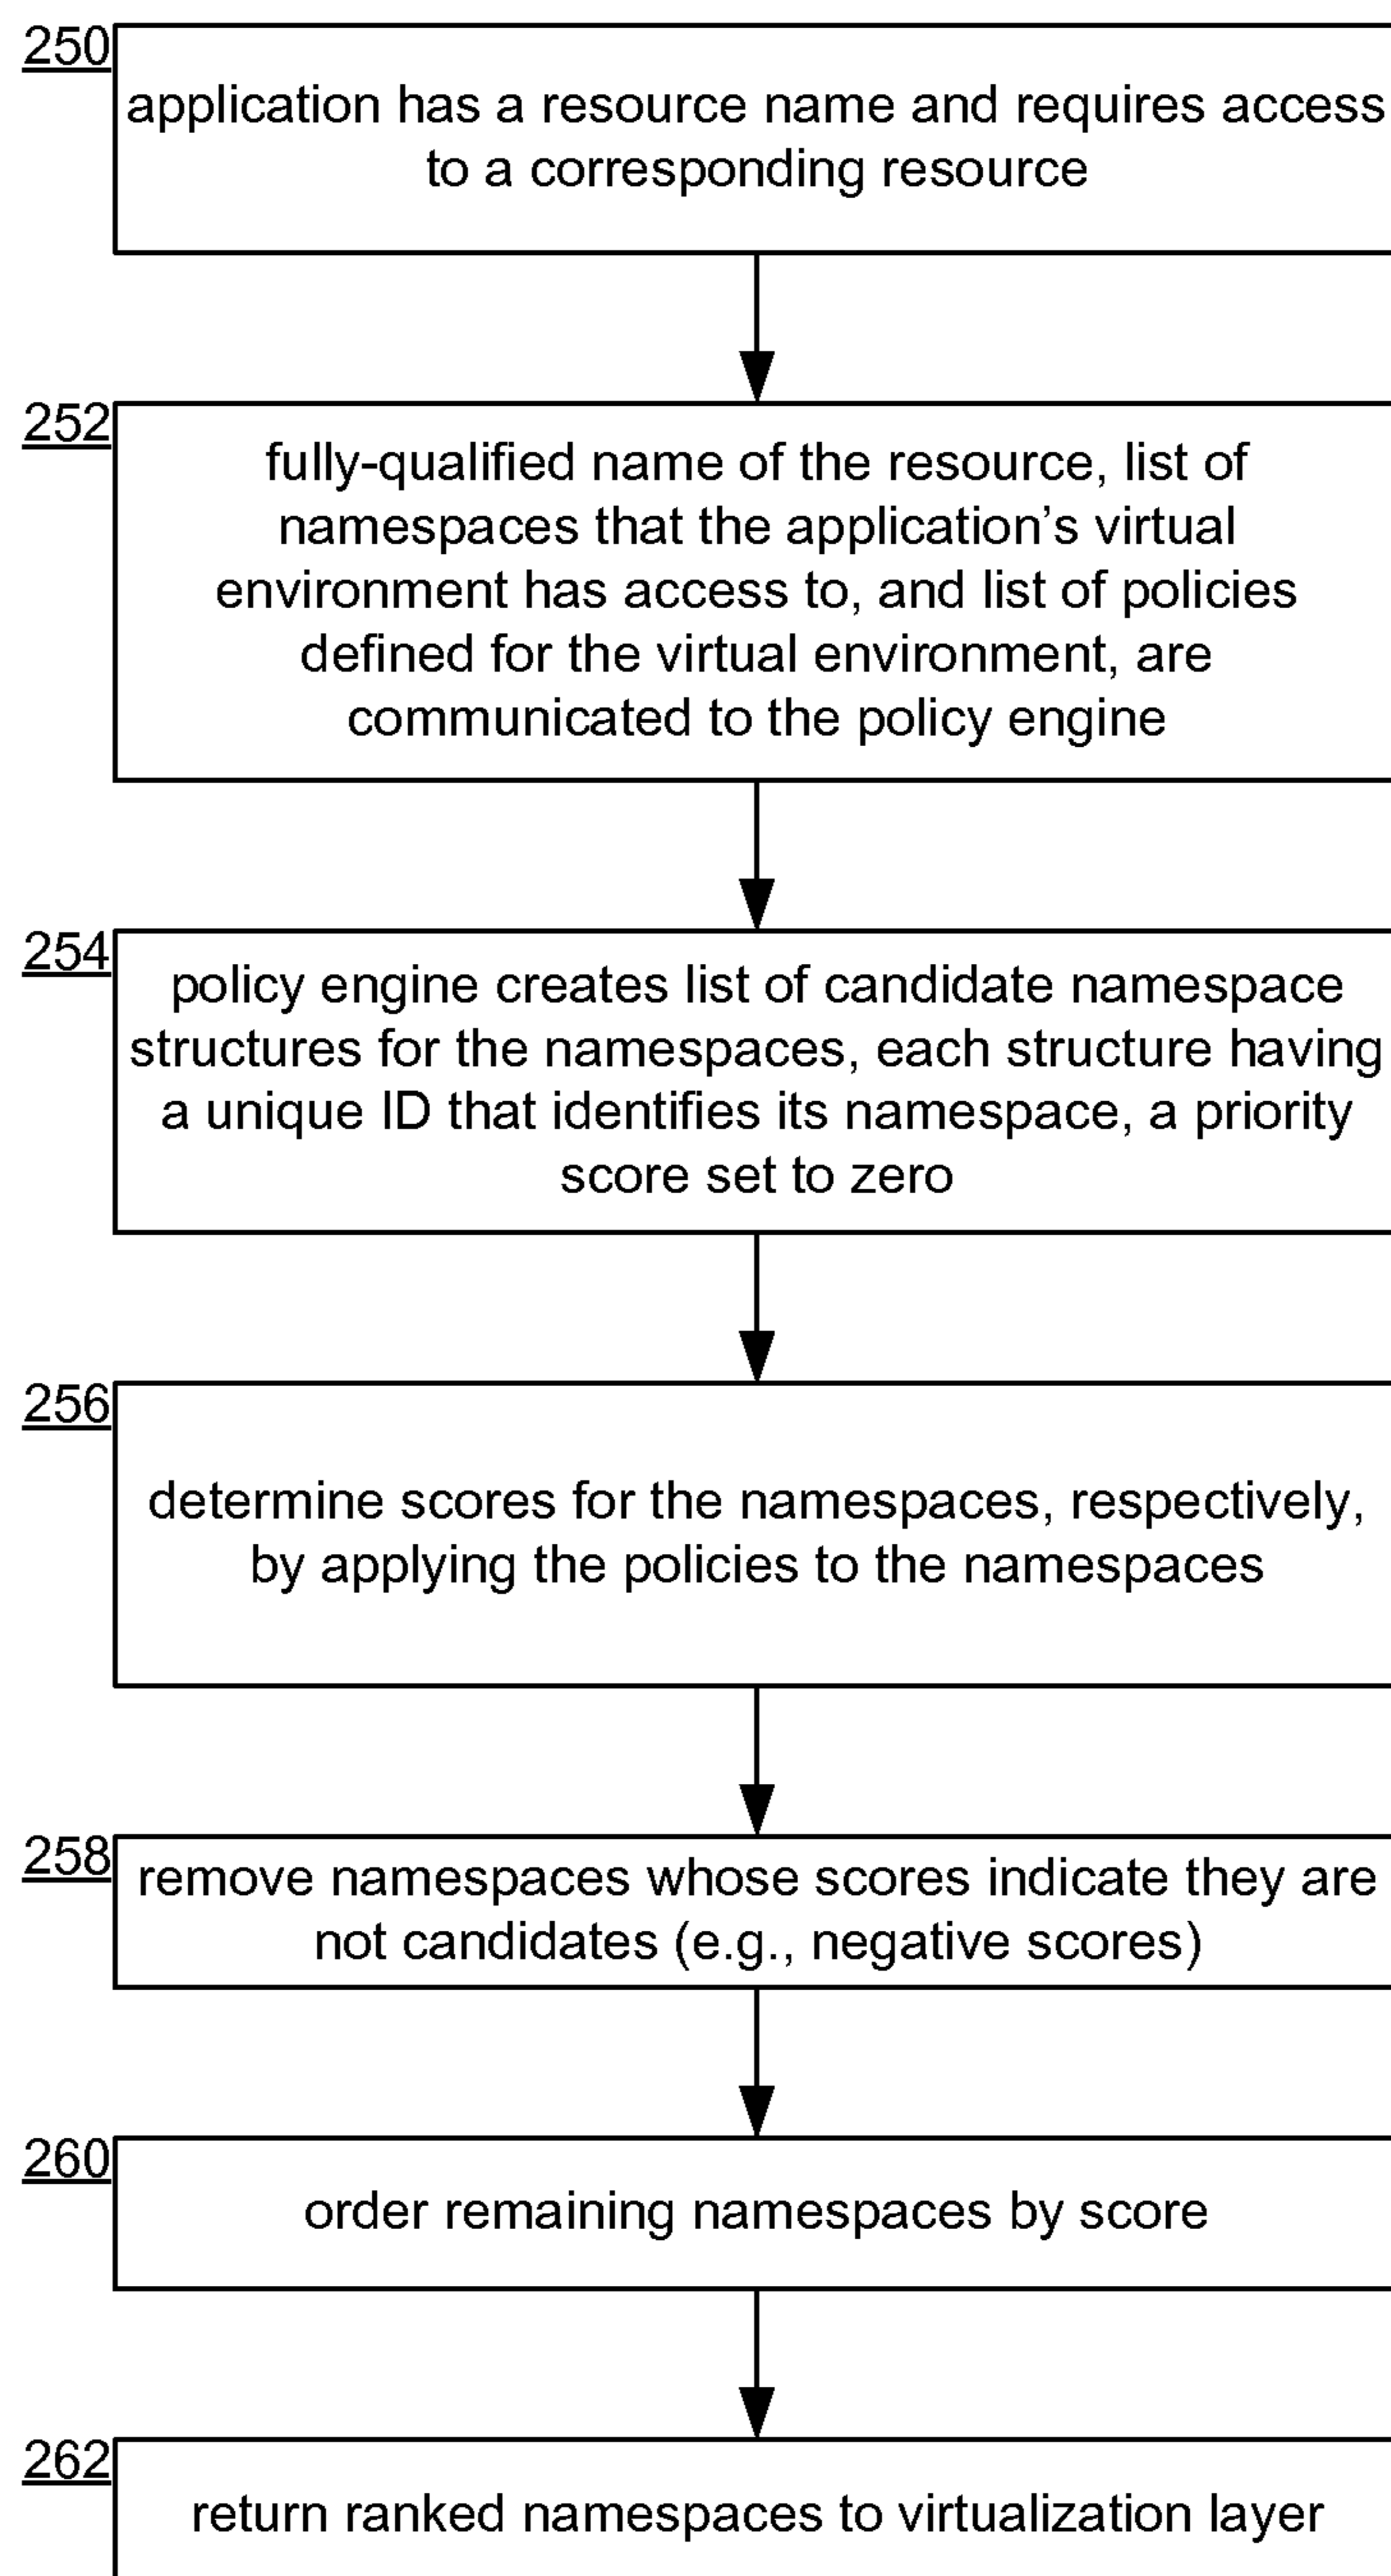 250
application has a resource name and requires access
to a corresponding resource
252
fully-qualified name of the resource, list of
namespaces that the application's virtual
environment has access to, and list of policies
defined for the virtual environment, are
communicated to the policy engine
254
policy engine creates list of candidate namespace
structures for the namespaces, each structure having
a unique ID that identifies its namespace, a priority
score set to zero
256
determine scores for the namespaces, respectively,
by applying the policies to the namespaces
258
remove namespaces whose scores indicate they are
not candidates (e.g., negative scores)
260
order remaining namespaces by score
262
return ranked namespaces to virtualization layer